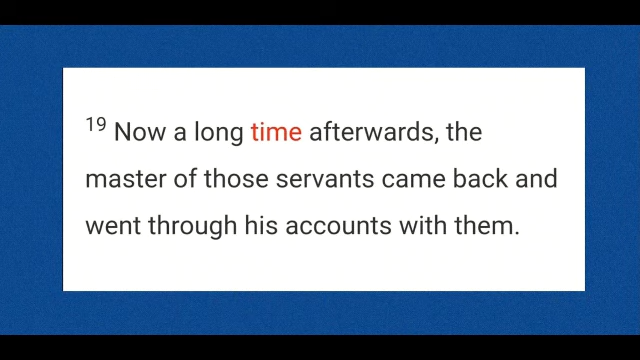 19 Now a long time afterwards, the
master of those servants came back and
went through his accounts with them.